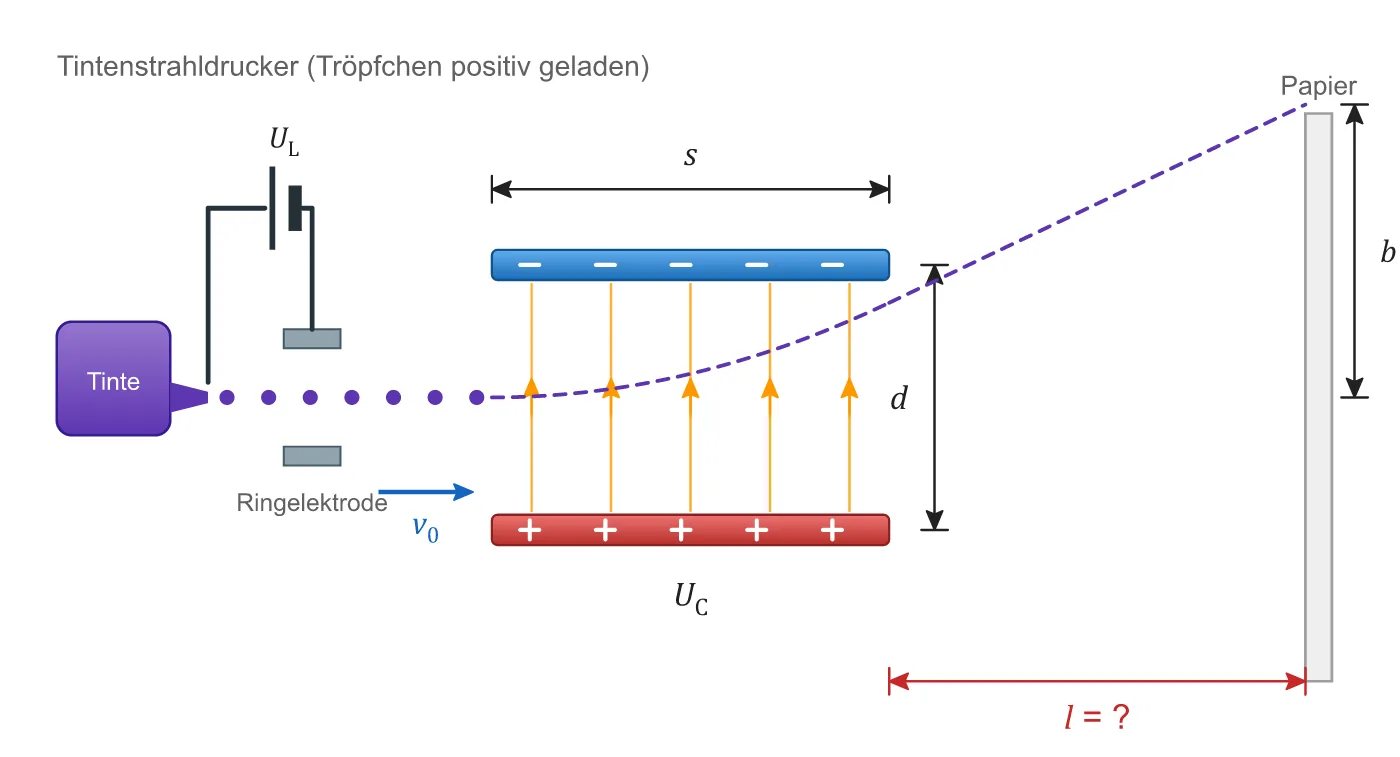 Tintenstrahldrucker (Tröpfchen positiv geladen)
Papier
U_L
s
b
Tinte
d
Ringelektrode
v_0
+ + + + +
U_C
l = ?